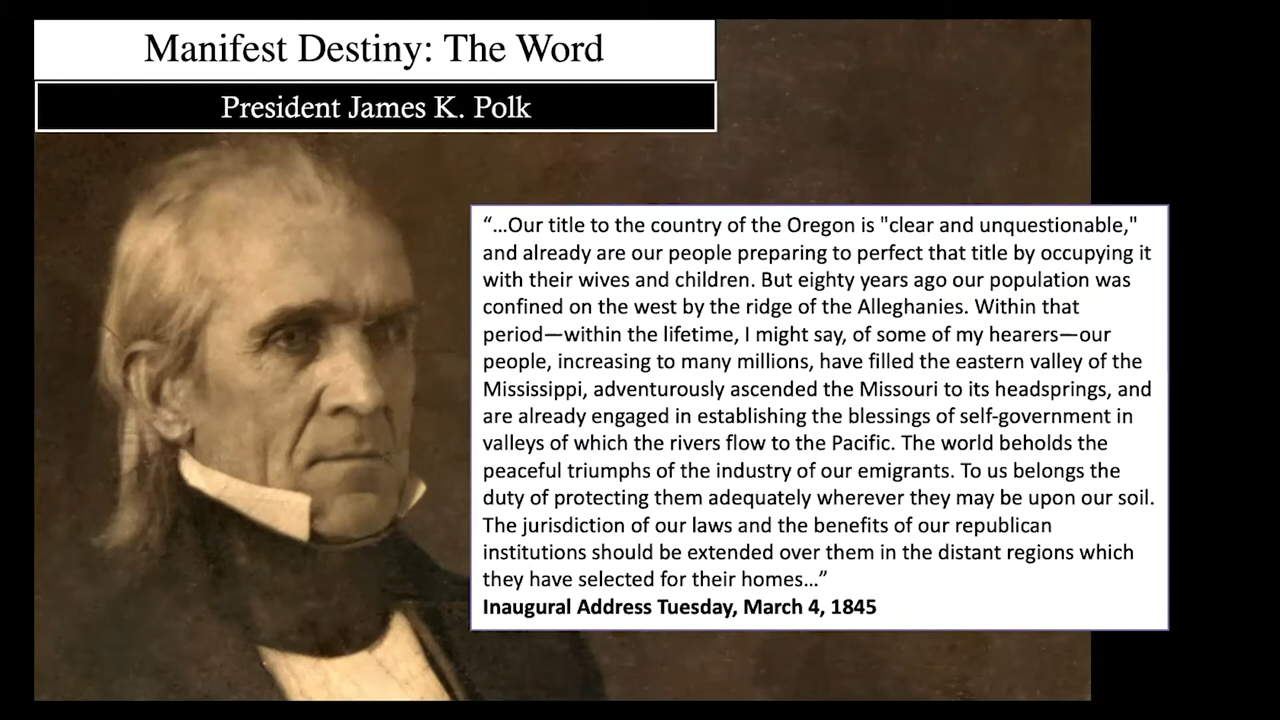 Manifest Destiny: The Word
President James K. Polk
“...Our title to the country of the Oregon is "clear and unquestionable,"
and already are our people preparing to perfect that title by occupying it
with their wives and children. But eighty years ago our population was
confined on the west by the ridge of the Alleghanies. Within that
period—within the lifetime, I might say, of some of my hearers—our
people, increasing to many millions, have filled the eastern valley of the
Mississippi, adventurously ascended the Missouri to its headsprings, and
are already engaged in establishing the blessings of self-government in
valleys of which the rivers flow to the Pacific. The world beholds the
peaceful triumphs of the industry of our emigrants. To us belongs the
duty of protecting them adequately wherever they may be upon our soil.
The jurisdiction of our laws and the benefits of our republican
institutions should be extended over them in the distant regions which
they have selected for their homes...”
Inaugural Address Tuesday, March 4, 1845